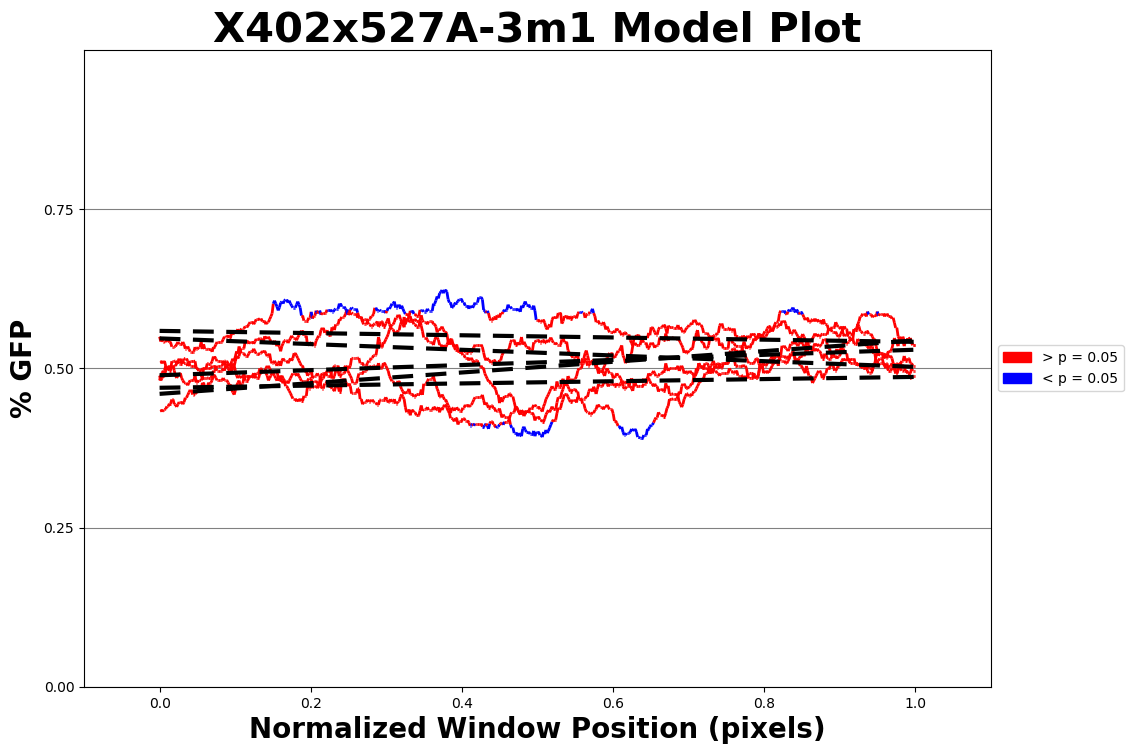 X402x527A-3m1 Model Plot
% GFP
0.75
0.50
0.25
0.00
0.0 0.2 0.4 0.6 0.8 1.0
Normalized Window Position (pixels)
> p = 0.05
< p = 0.05